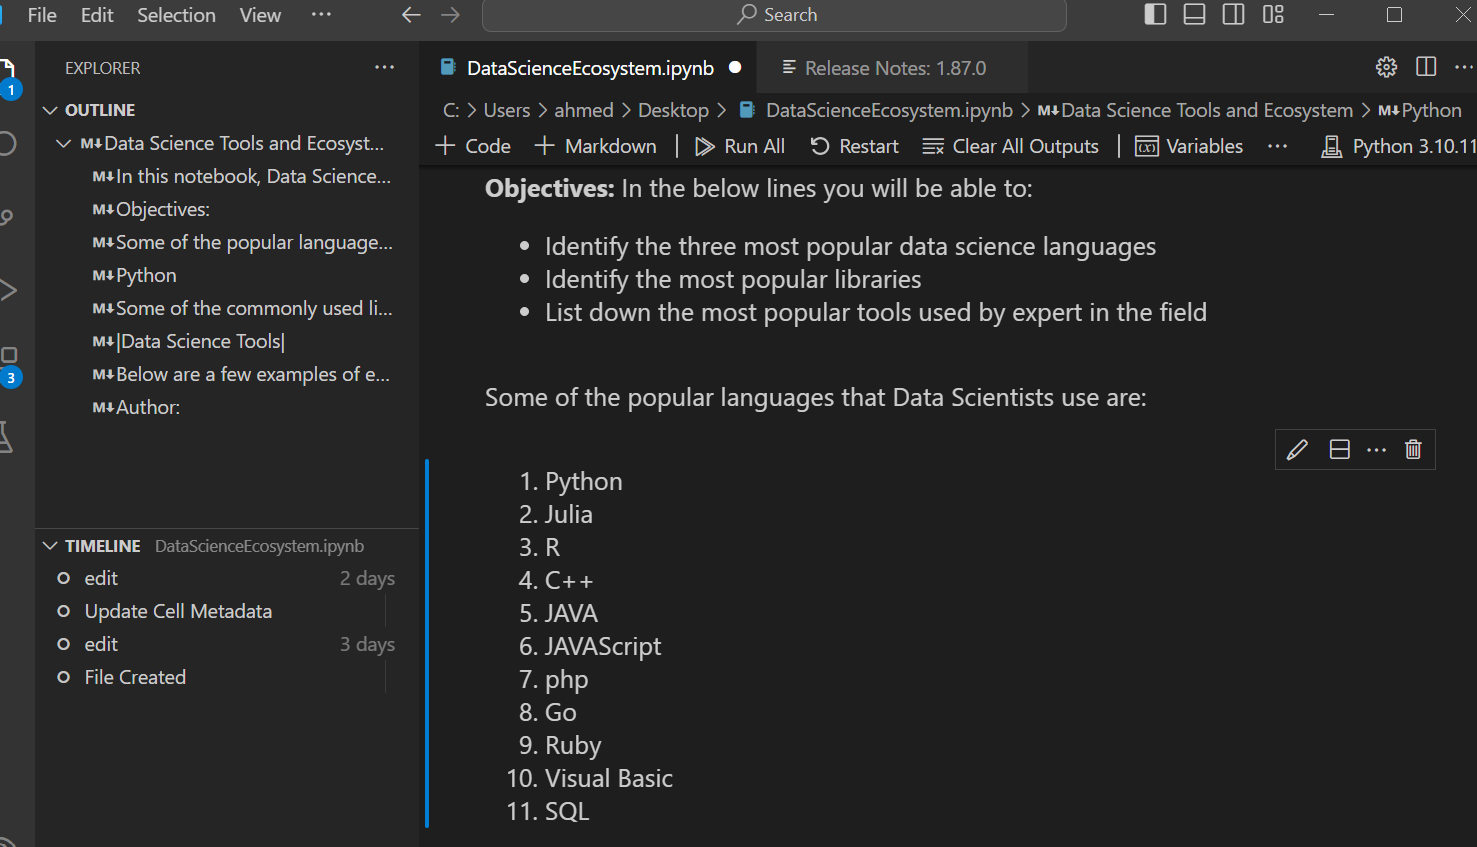 File Edit Selection View ··· Search
EXPLORER ···
1
OUTLINE
M↓Data Science Tools and Ecosyst...
M↓In this notebook, Data Science...
M↓Objectives:
M↓Some of the popular language...
M↓Python
M↓Some of the commonly used li...
M↓|Data Science Tools|
M↓Below are a few examples of e...
M↓Author:
3
TIMELINE DataScienceEcosystem.ipynb
edit 2 days
Update Cell Metadata
edit 3 days
File Created
DataScienceEcosystem.ipynb Release Notes: 1.87.0 ···
C: > Users > ahmed > Desktop > DataScienceEcosystem.ipynb > M↓Data Science Tools and Ecosystem > M↓Python
+ Code + Markdown | Run All Restart Clear All Outputs | Variables ··· Python 3.10.11
Objectives: In the below lines you will be able to:
• Identify the three most popular data science languages
• Identify the most popular libraries
• List down the most popular tools used by expert in the field
Some of the popular languages that Data Scientists use are:
1. Python
2. Julia
3. R
4. C++
5. JAVA
6. JAVAScript
7. php
8. Go
9. Ruby
10. Visual Basic
11. SQL